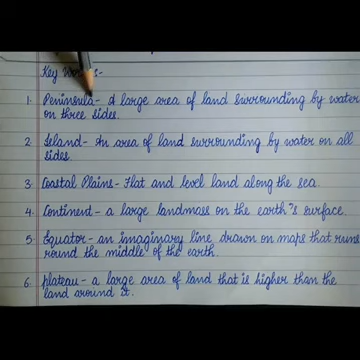 Key Words-
1. Peninsula- A large area of land surrounding by water
on three sides.
2. Island- An area of land surrounding by water on all
sides.
3. Coastal Plains- Flat and level land along the sea.
4. Continent- a large landmass on the earth's surface.
5. Equator- an imaginary line drawn on maps that runs
round the middle of the earth.
6. plateau- a large area of land that is higher than the
land around it.